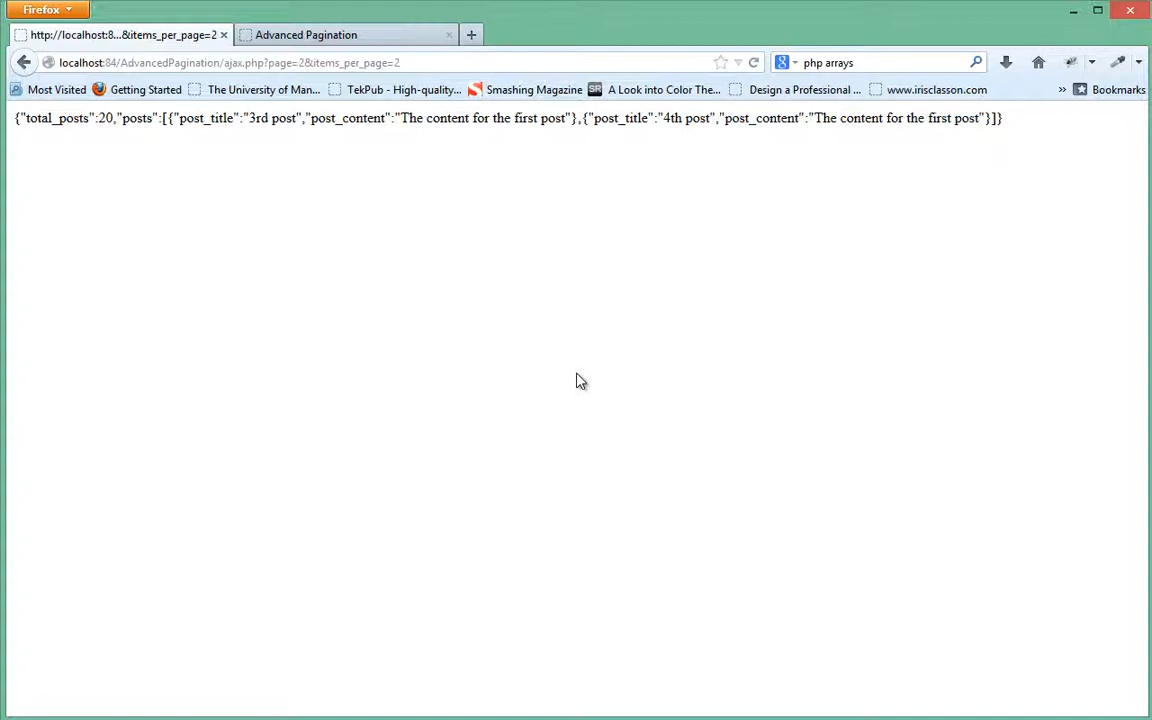 Firefox
http://localhost:8...&items_per_page=2
Advanced Pagination
localhost:84/AdvancedPagination/ajax.php?page=2&items_per_page=2
php arrays
Most Visited
Getting Started
The University of Man...
TekPub - High-quality...
Smashing Magazine
SR A Look into Color The...
Design a Professional ...
www.irisclasson.com
Bookmarks
{"total_posts":20,"posts":[{"post_title":"3rd post","post_content":"The content for the first post"},{"post_title":"4th post","post_content":"The content for the first post"}]}